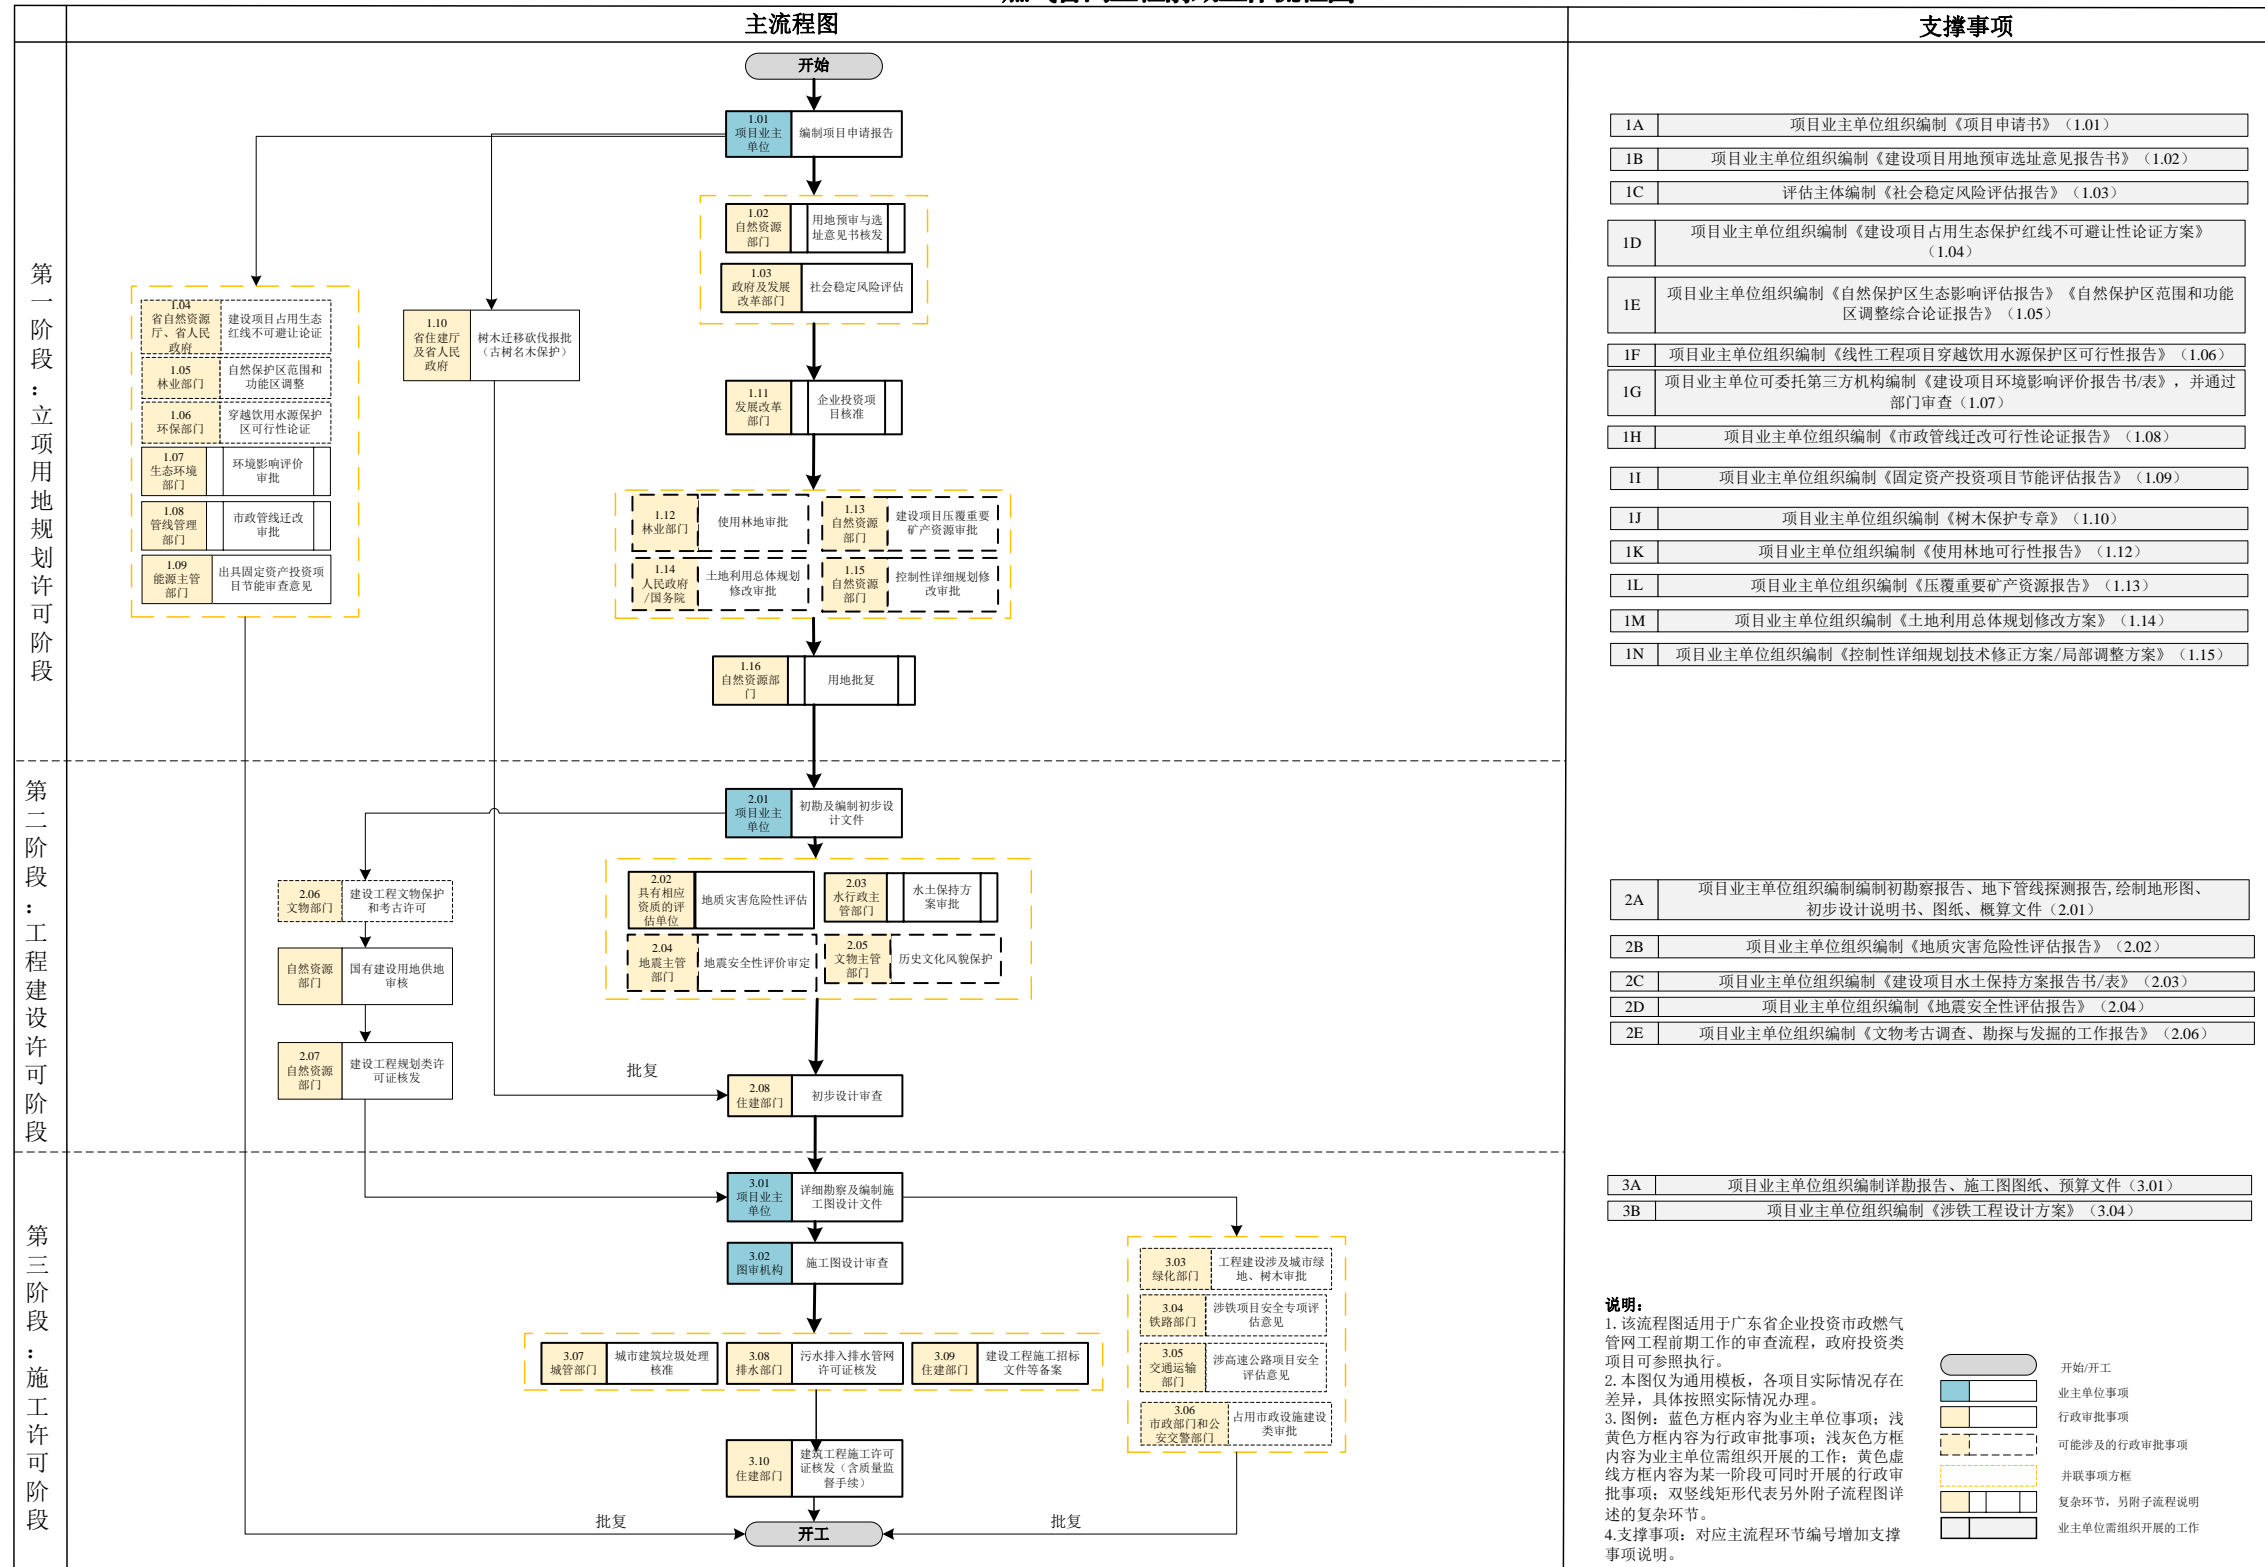 主流程图
支撑事项
第一阶段：立项用地规划许可阶段
开始
1.01
项目业主
单位
编制项目申请报告
1.02
自然资源
部门
用地预审与选
址意见书核发
1.03
政府及发展
改革部门
社会稳定风险评估
1.04
省自然资源
厅、省人民
政府
建设项目占用生态
红线不可避让论证
1.05
林业部门
自然保护区范围和
功能区调整
1.06
环保部门
穿越饮用水源保护
区可行性论证
1.07
生态环境
部门
环境影响评价
审批
1.08
管线管理
部门
市政管线迁改
审批
1.09
能源主管
部门
出具固定资产投资项
目节能审查意见
1.10
省住建厅
及省人民
政府
树木迁移砍伐报批
（古树名木保护）
1.11
发展改革
部门
企业投资项
目核准
1.12
林业部门
使用林地审批
1.13
自然资源
部门
建设项目压覆重要
矿产资源审批
1.14
人民政府
/国务院
土地利用总体规划
修改审批
1.15
自然资源
部门
控制性详细规划修
改审批
1.16
自然资源部
门
用地批复
第二阶段：工程建设许可阶段
2.01
项目业主
单位
初勘及编制初步设
计文件
2.02
具有相应
资质的评
估单位
地质灾害危险性评估
2.03
水行政主
管部门
水土保持方
案审批
2.04
地震主管
部门
地震安全性评价审定
2.05
文物主管
部门
历史文化风貌保护
2.06
文物部门
建设工程文物保护
和考古许可
自然资源
部门
国有建设用地供地
审核
2.07
自然资源
部门
建设工程规划类许
可证核发
批复
2.08
住建部门
初步设计审查
第三阶段：施工许可阶段
3.01
项目业主
单位
详细勘察及编制施
工图设计文件
3.02
图审机构
施工图设计审查
3.03
绿化部门
工程建设涉及城市绿
地、树木审批
3.04
铁路部门
涉铁项目安全专项评
估意见
3.05
交通运输
部门
涉高速公路项目安全
评估意见
3.06
市政部门和公
安交警部门
占用市政设施建设
类审批
3.07
城管部门
城市建筑垃圾处理
核准
3.08
排水部门
污水排入排水管网
许可证核发
3.09
住建部门
建设工程施工招标
文件等备案
3.10
住建部门
建筑工程施工许可
证核发（含质量监
督手续）
批复
开工
批复
1A 项目业主单位组织编制《项目申请书》（1.01）
1B 项目业主单位组织编制《建设项目用地预审选址意见报告书》（1.02）
1C 评估主体编制《社会稳定风险评估报告》（1.03）
1D 项目业主单位组织编制《建设项目占用生态保护红线不可避让性论证方案》
（1.04）
1E 项目业主单位组织编制《自然保护区生态影响评估报告》《自然保护区范围和功能
区调整综合论证报告》（1.05）
1F 项目业主单位组织编制《线性工程项目穿越饮用水源保护区可行性报告》（1.06）
1G 项目业主单位可委托第三方机构编制《建设项目环境影响评价报告书/表》，并通过
部门审查（1.07）
1H 项目业主单位组织编制《市政管线迁改可行性论证报告》（1.08）
1I 项目业主单位组织编制《固定资产投资项目节能评估报告》（1.09）
1J 项目业主单位组织编制《树木保护专章》（1.10）
1K 项目业主单位组织编制《使用林地可行性报告》（1.12）
1L 项目业主单位组织编制《压覆重要矿产资源报告》（1.13）
1M 项目业主单位组织编制《土地利用总体规划修改方案》（1.14）
1N 项目业主单位组织编制《控制性详细规划技术修正方案/局部调整方案》（1.15）
2A 项目业主单位组织编制编制初勘察报告、地下管线探测报告,绘制地形图、
初步设计说明书、图纸、概算文件（2.01）
2B 项目业主单位组织编制《地质灾害危险性评估报告》（2.02）
2C 项目业主单位组织编制《建设项目水土保持方案报告书/表》（2.03）
2D 项目业主单位组织编制《地震安全性评估报告》（2.04）
2E 项目业主单位组织编制《文物考古调查、勘探与发掘的工作报告》（2.06）
3A 项目业主单位组织编制详勘报告、施工图图纸、预算文件（3.01）
3B 项目业主单位组织编制《涉铁工程设计方案》（3.04）
说明：
1.该流程图适用于广东省企业投资市政燃气
管网工程前期工作的审查流程，政府投资类
项目可参照执行。
2.本图仅为通用模板，各项目实际情况存在
差异，具体按照实际情况办理。
3.图例：蓝色方框内容为业主单位事项；浅
黄色方框内容为行政审批事项；浅灰色方框
内容为业主单位需组织开展的工作；黄色虚
线方框内容为某一阶段可同时开展的行政审
批事项；双竖线矩形代表另外附子流程图详
述的复杂环节。
4.支撑事项：对应主流程环节编号增加支撑
事项说明。
开始/开工
业主单位事项
行政审批事项
可能涉及的行政审批事项
并联事项方框
复杂环节，另附子流程说明
业主单位需组织开展的工作